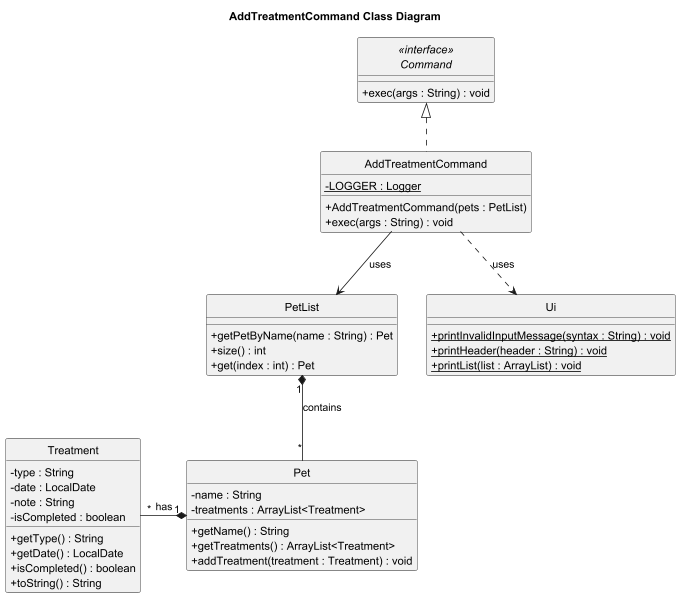 AddTreatmentCommand Class Diagram
«interface»
Command
+exec(args : String) : void
AddTreatmentCommand
-LOGGER : Logger
+AddTreatmentCommand(pets : PetList)
+exec(args : String) : void
uses
uses
PetList
+getPetByName(name : String) : Pet
+size() : int
+get(index : int) : Pet
Ui
+printInvalidInputMessage(syntax : String) : void
+printHeader(header : String) : void
+printList(list : ArrayList) : void
1
contains
*
Treatment
-type : String
-date : LocalDate
-note : String
-isCompleted : boolean
+getType() : String
+getDate() : LocalDate
+isCompleted() : boolean
+toString() : String
* has 1
Pet
-name : String
-treatments : ArrayList<Treatment>
+getName() : String
+getTreatments() : ArrayList<Treatment>
+addTreatment(treatment : Treatment) : void